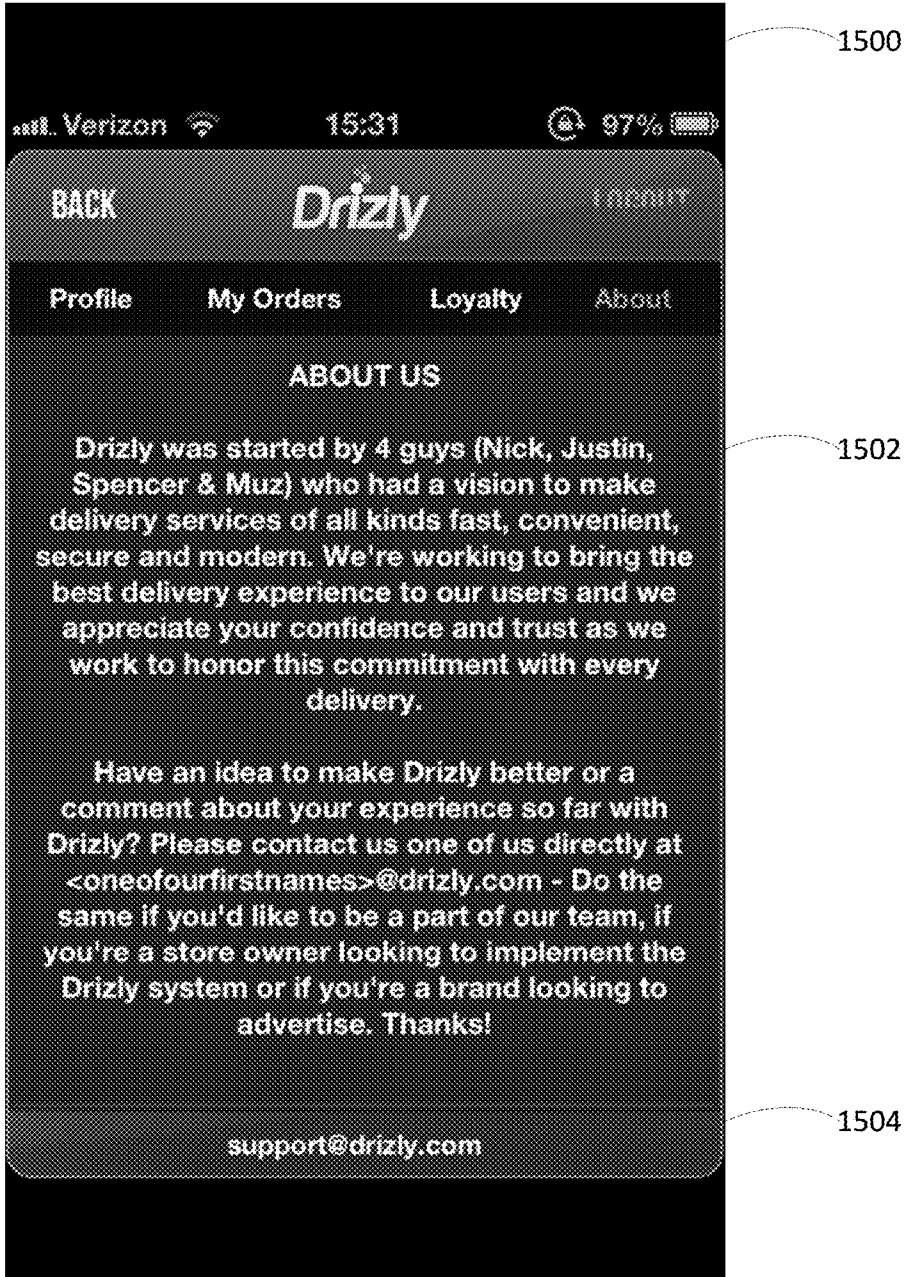 1500
Verizon 15:31 97%
BACK Drizly LOGOUT
Profile My Orders Loyalty About
ABOUT US
Drizly was started by 4 guys (Nick, Justin,
1502
Spencer & Muz) who had a vision to make
delivery services of all kinds fast, convenient,
secure and modern. We're working to bring the
best delivery experience to our users and we
appreciate your confidence and trust as we
work to honor this commitment with every
delivery.
Have an idea to make Drizly better or a
comment about your experience so far with
Drizly? Please contact us one of us directly at
<oneofourfirstnames>@drizly.com - Do the
same if you'd like to be a part of our team, if
you're a store owner looking to implement the
Drizly system or if you're a brand looking to
advertise. Thanks!
1504
support@drizly.com